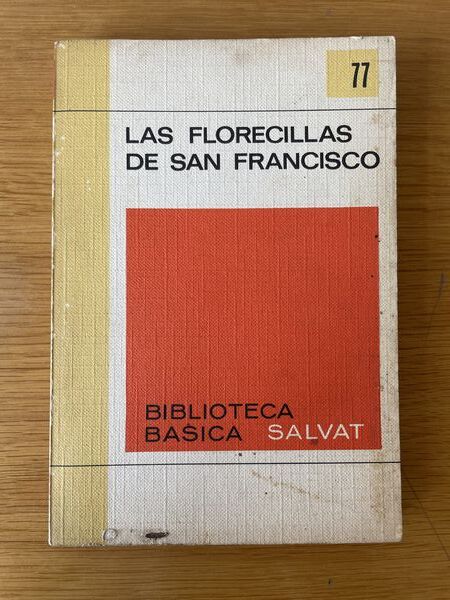 77
LAS FLORECILLAS
DE SAN FRANCISCO
BIBLIOTECA
BASICA SALVAT